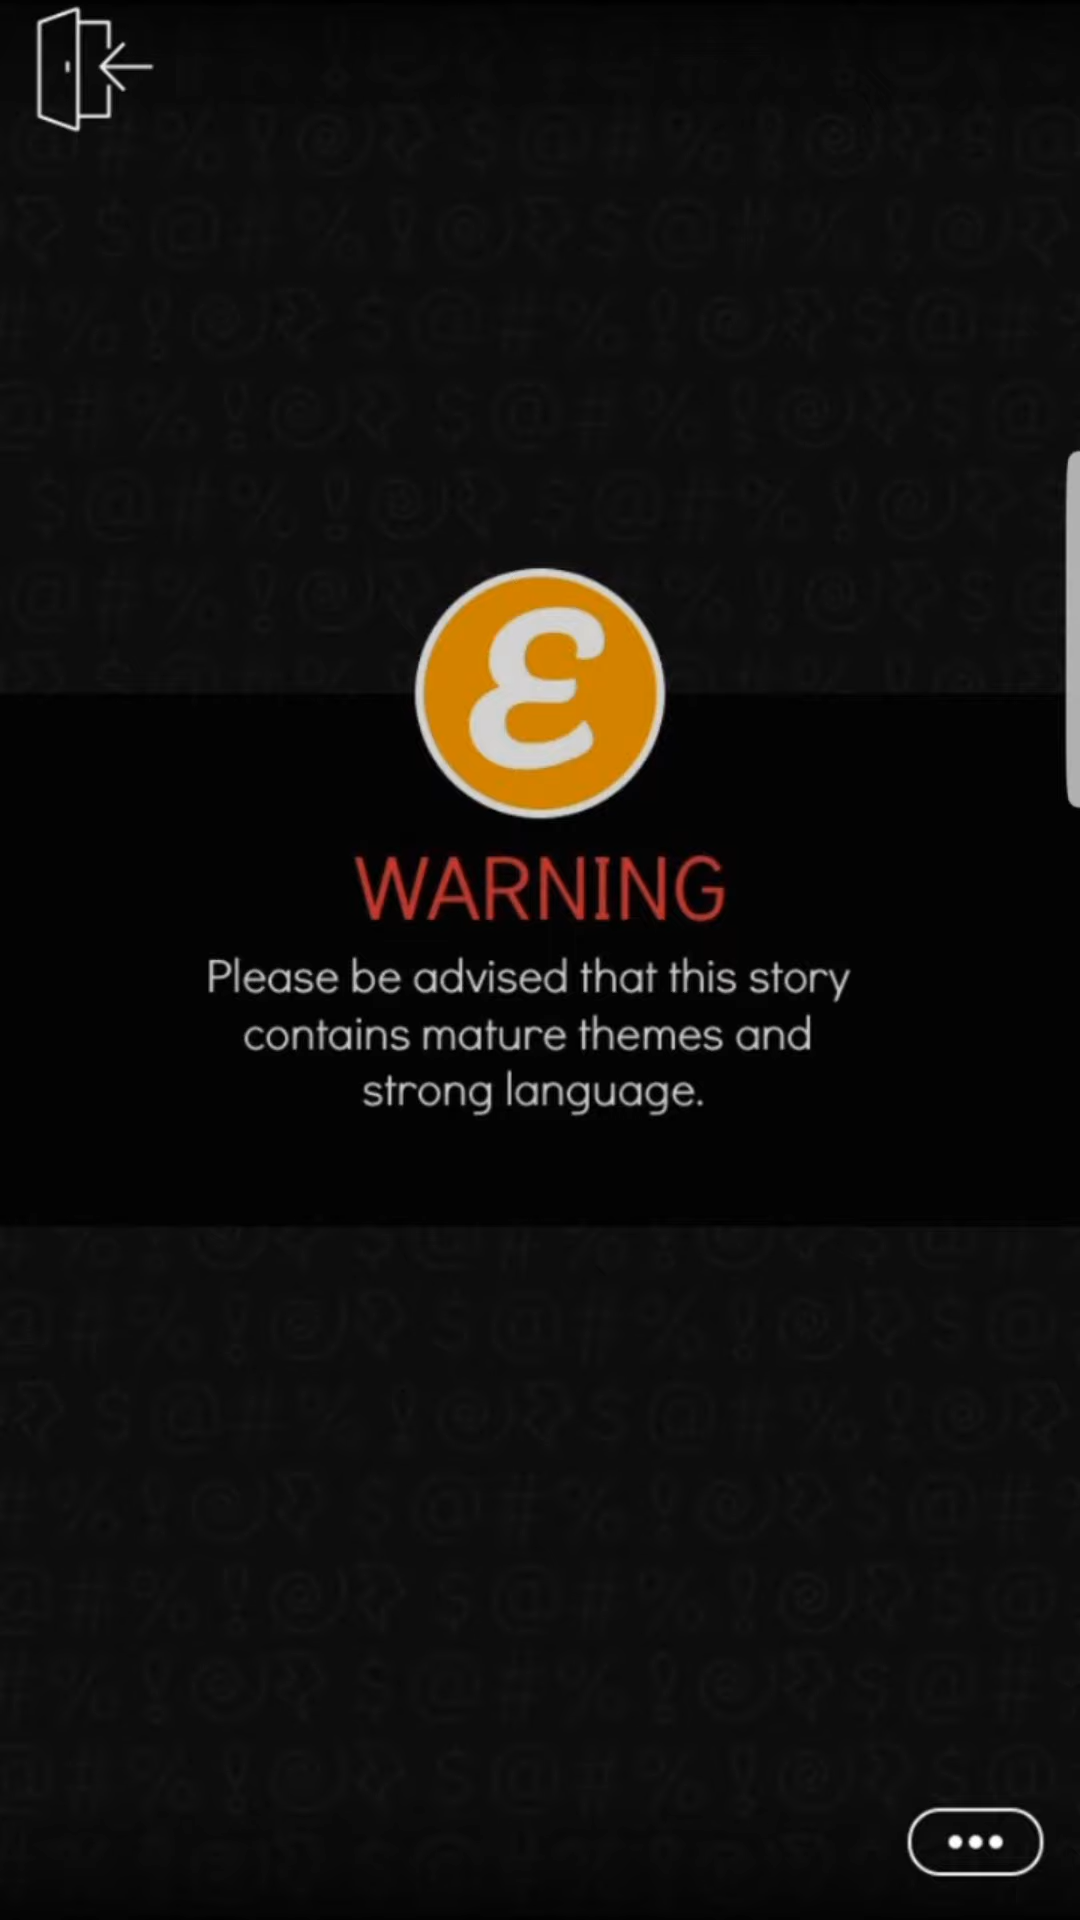 ε
WARNING
Please be advised that this story
contains mature themes and
strong language.